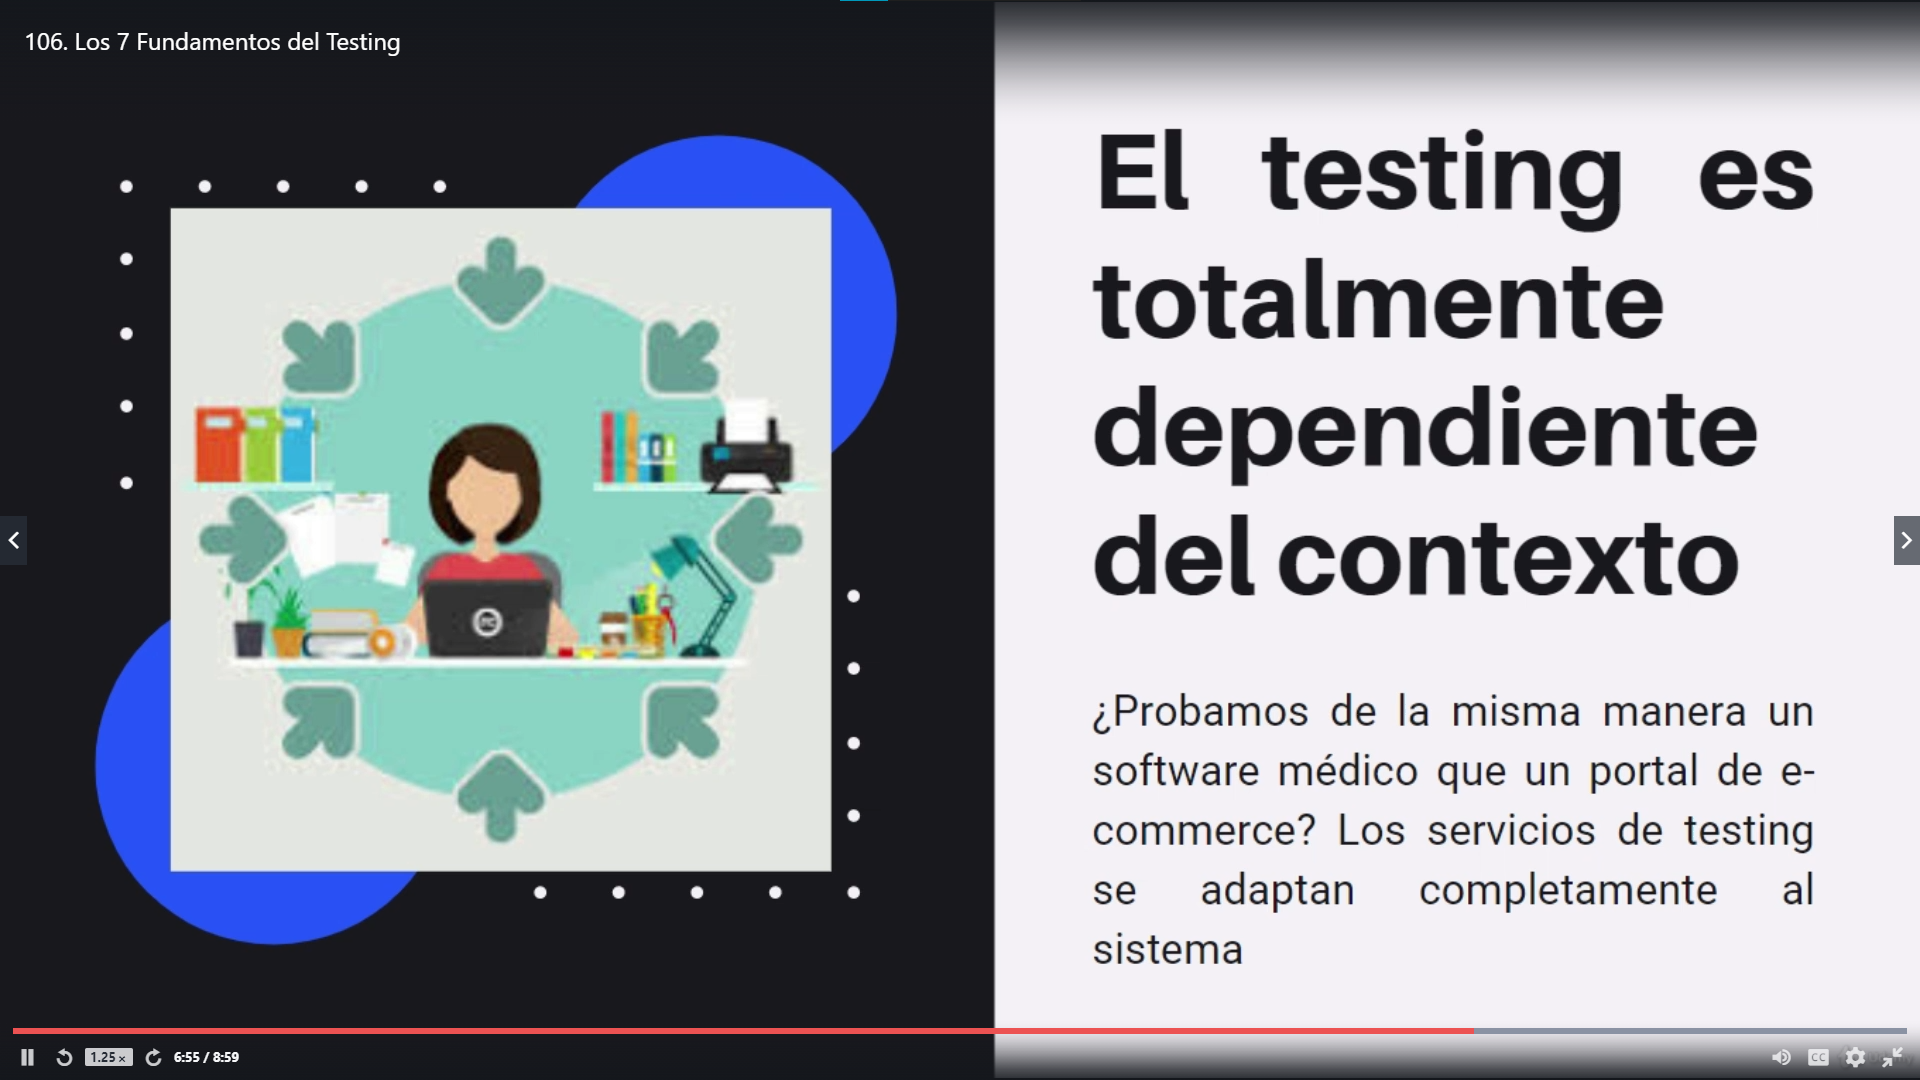 106. Los 7 Fundamentos del Testing
El testing es
totalmente
dependiente
del contexto
¿Probamos de la misma manera un
software médico que un portal de e-
commerce? Los servicios de testing
se adaptan completamente al
sistema
1.25 x
6:55 / 8:59
CC